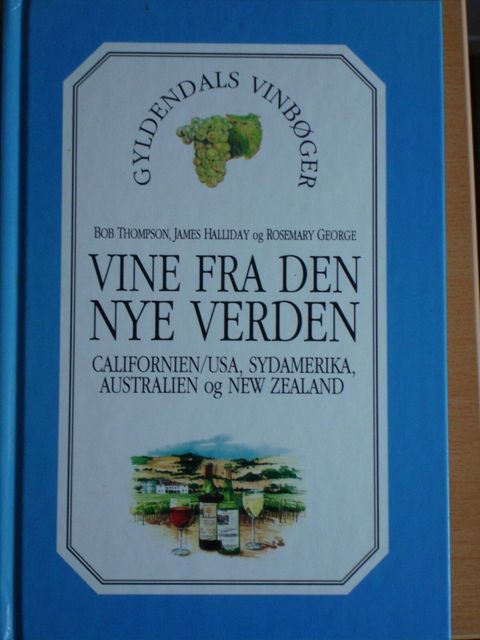 GYLDENDALS VINBØGER
BOB THOMPSON, JAMES HALLIDAY og ROSEMARY GEORGE
VINE FRA DEN
NYE VERDEN
CALIFORNIEN/USA, SYDAMERIKA,
AUSTRALIEN og NEW ZEALAND